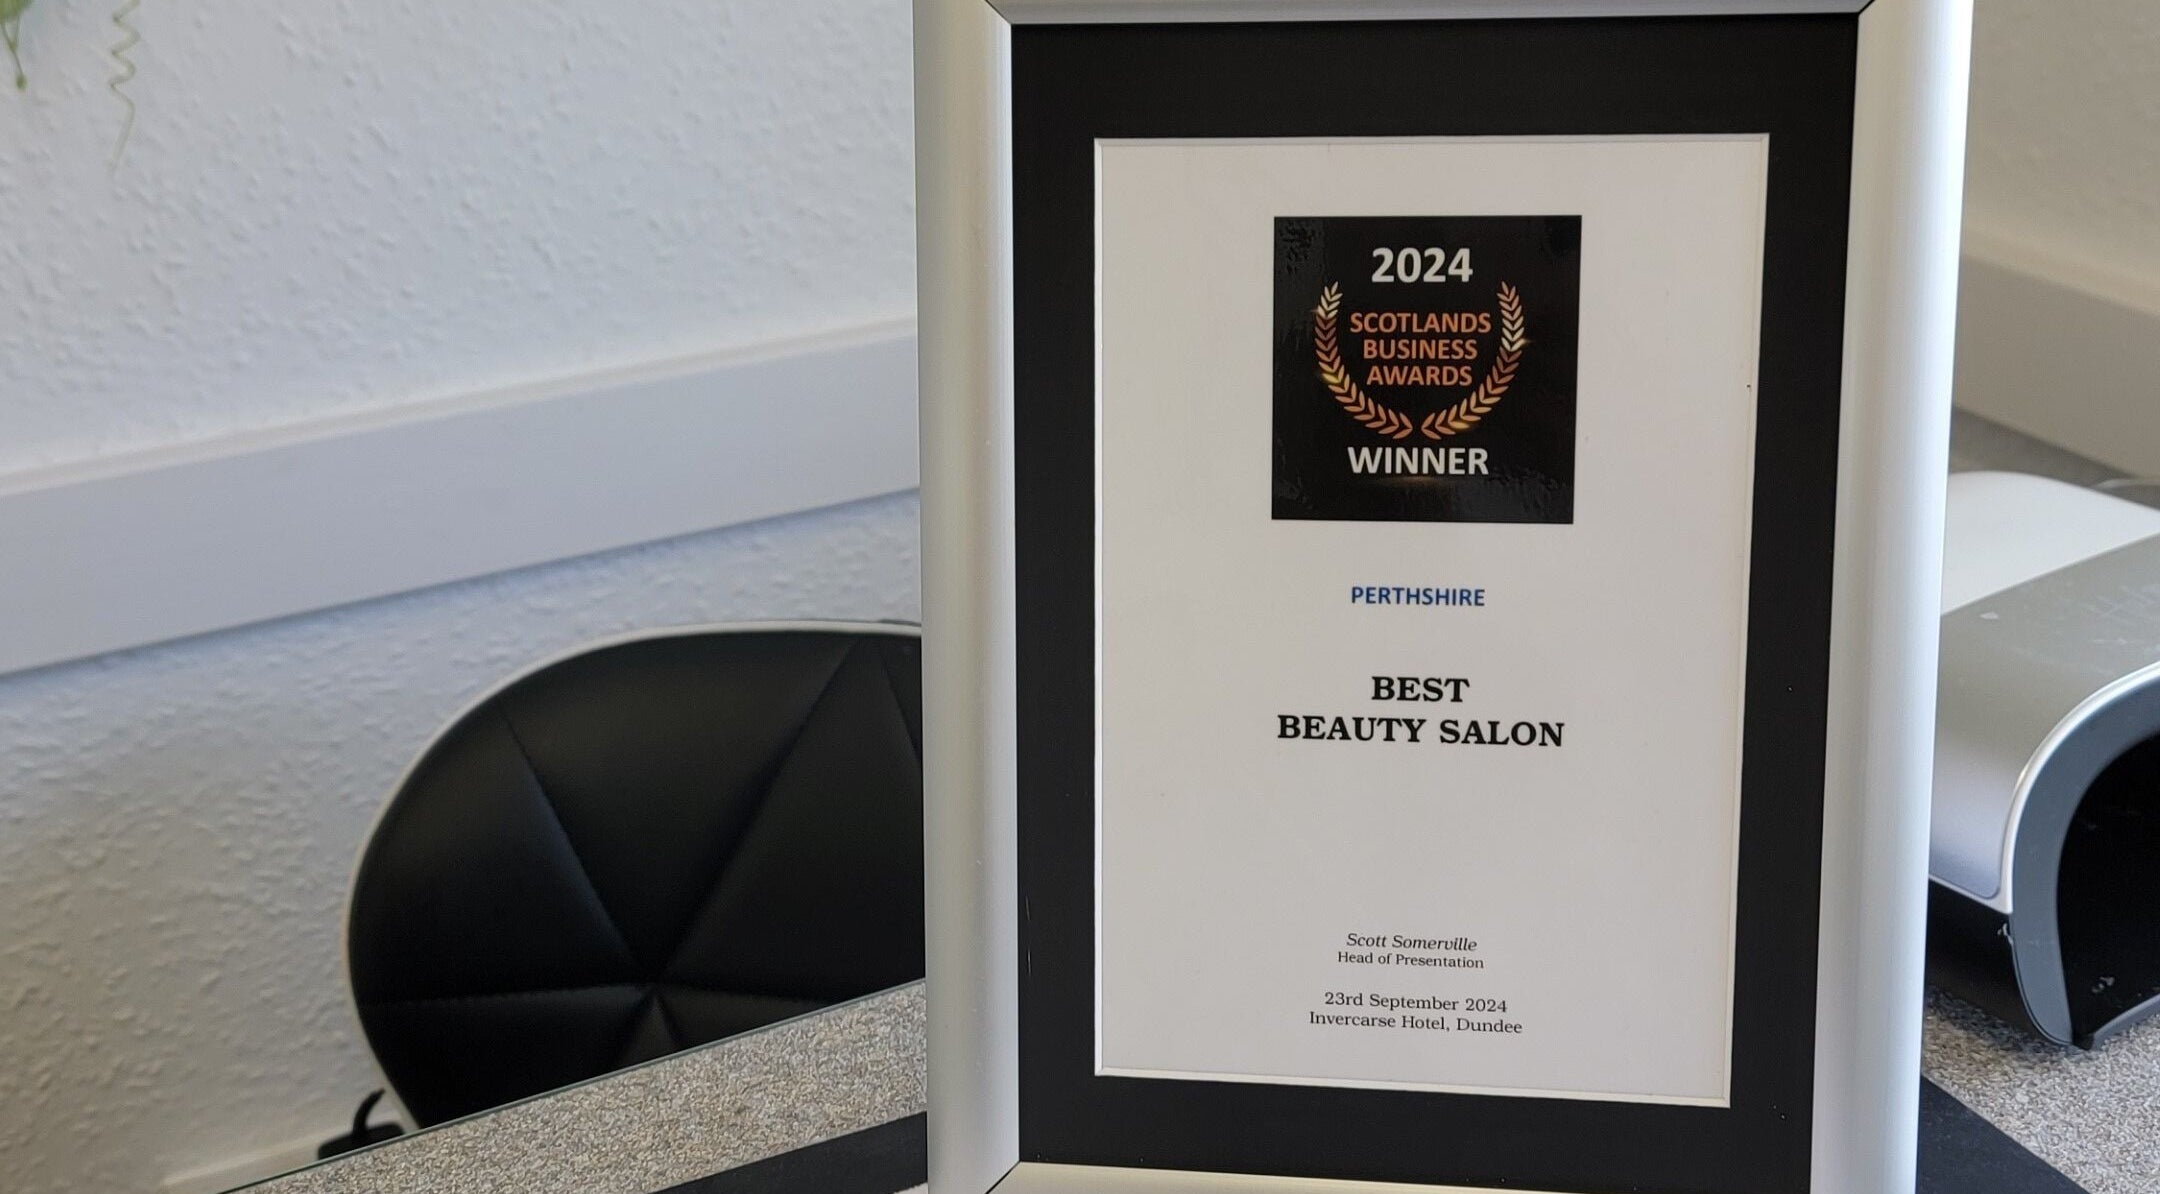 2024
SCOTLANDS
BUSINESS
AWARDS
WINNER
PERTHSHIRE
BEST
BEAUTY SALON
Scott Somerville
Head of Presentation
23rd September 2024
Invercarse Hotel, Dundee